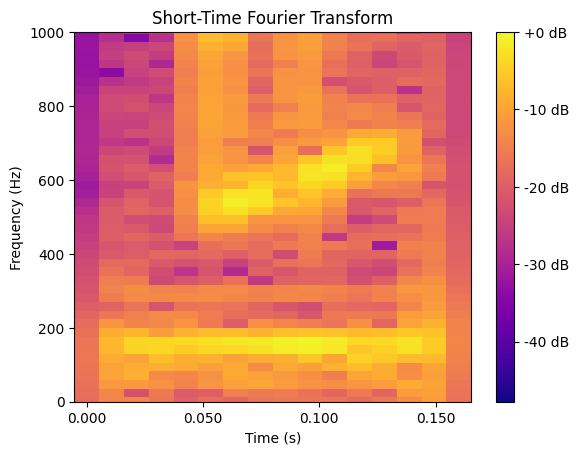 Short-Time Fourier Transform
1000
800
600
400
200
0
Frequency (Hz)
0.000
0.050
0.100
0.150
Time (s)
+0 dB
-10 dB
-20 dB
-30 dB
-40 dB